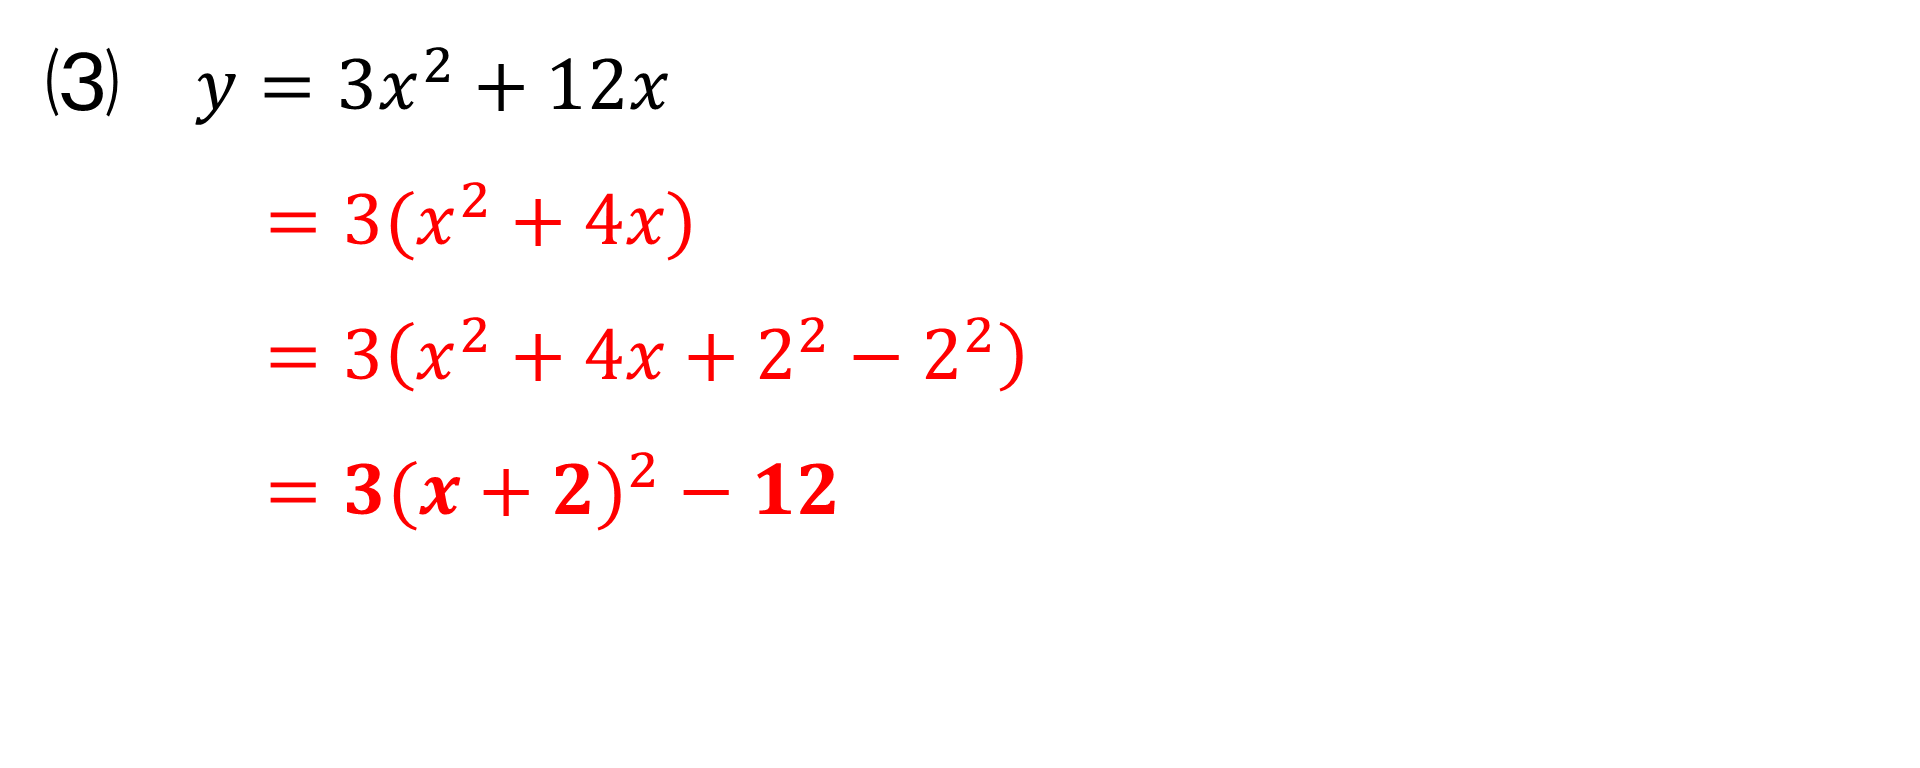 ⑶ y = 3x² + 12x
= 3(x² + 4x)
= 3(x² + 4x + 2² − 2²)
= 3(x + 2)² − 12